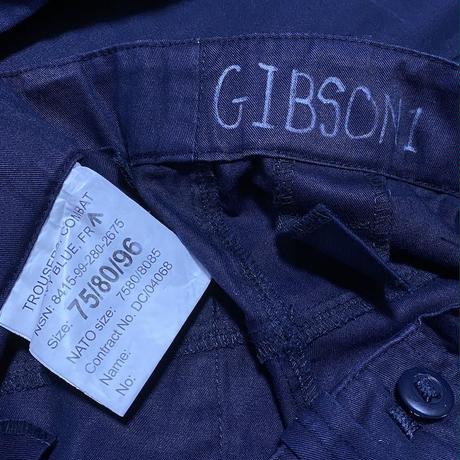 GIBSON1
TROUSERS, COMBAT
BLUE, FR
NSN: 8415-99-280-2675
Size: 75/80/96
NATO size: 7580/8085
Contract No. DC/04068
Name:
No: